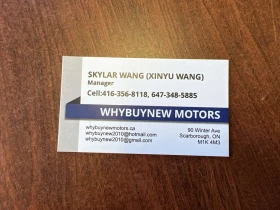 SKYLAR WANG (XINYU WANG)
Manager
Cell:416-356-8118, 647-348-5885
WHYBUYNEW MOTORS
whybuynewmotors.ca
whybuynew2010@hotmail.com
whybuynew2010@gmail.com
90 Winter Ave
Scarborough, ON
M1K 4M3